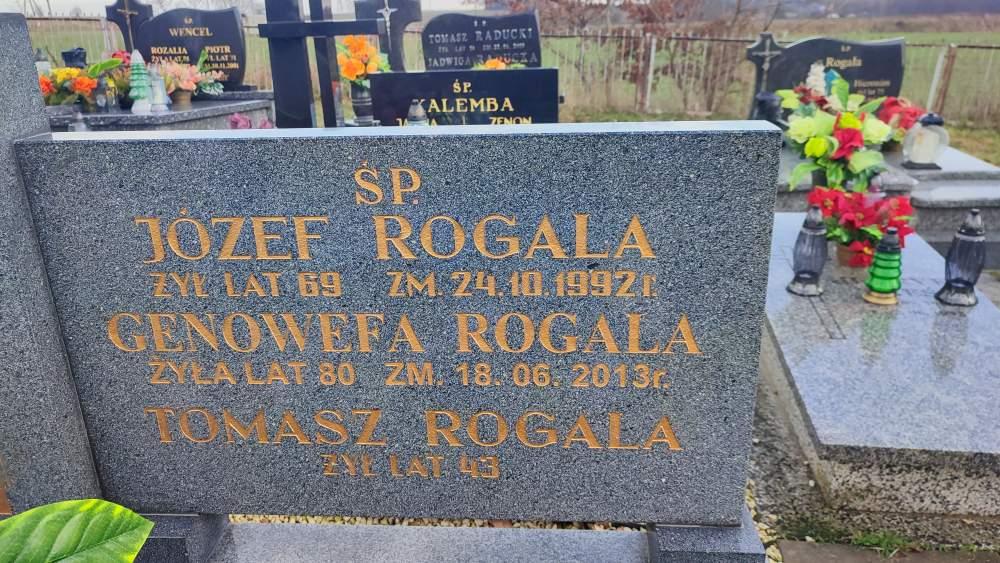 WENCEL
ROZALIA PIOTR
TOMASZ RADUCKI
JADWIGA
ŚP.
KALEMBA
ZENON
Rogala
ŚP.
JÓZEF ROGALA
ŻYŁ LAT 69 ZM. 24.10.1992r.
GENOWEFA ROGALA
ŻYŁA LAT 80 ZM. 18.06.2013r.
TOMASZ ROGALA
ŻYŁ LAT 43